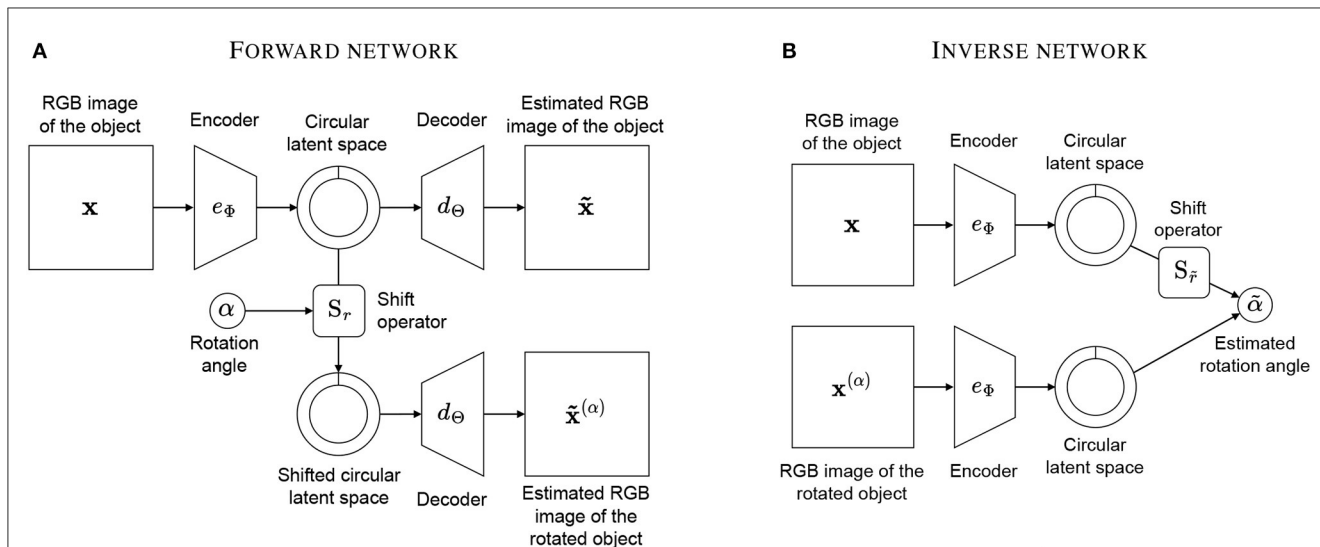 A
FORWARD NETWORK
RGB image
of the object
Encoder
Circular
latent space
Decoder
Estimated RGB
image of the object
x
e_Φ
d_Θ
x̃
α
Rotation
angle
S_r
Shift
operator
Shifted circular
latent space
d_Θ
Decoder
x̃^(α)
Estimated RGB
image of the
rotated object
B
INVERSE NETWORK
RGB image
of the object
Encoder
Circular
latent space
x
e_Φ
Shift
operator
S_r̃
α̃
Estimated
rotation angle
x^(α)
e_Φ
RGB image of the
rotated object
Encoder
Circular
latent space